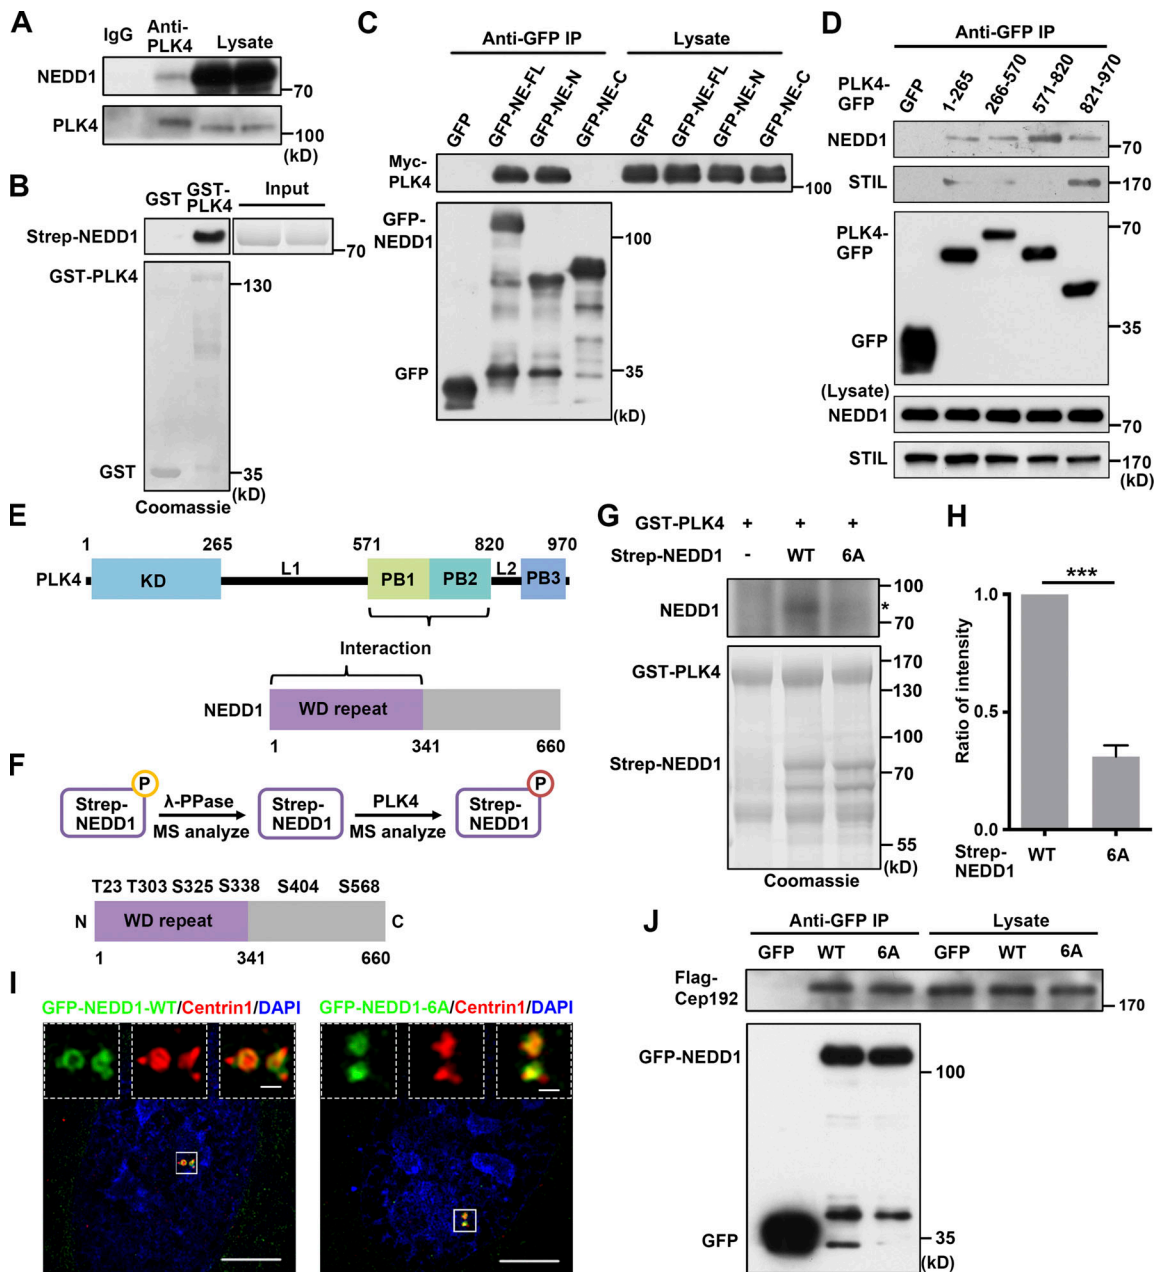 A
IgG
Anti-
PLK4
Lysate
NEDD1
70
PLK4
100
(kD)
B
GST
GST-
PLK4
Input
Strep-NEDD1
70
GST-PLK4
130
GST
35
(kD)
Coomassie
C
Anti-GFP IP
Lysate
GFP
GFP-NE-FL
GFP-NE-N
GFP-NE-C
GFP
GFP-NE-FL
GFP-NE-N
GFP-NE-C
Myc-
PLK4
100
GFP-
NEDD1
100
GFP
35
(kD)
D
Anti-GFP IP
PLK4-
GFP
GFP
1-265
266-570
571-820
821-970
NEDD1
70
STIL
170
PLK4-
GFP
70
35
GFP
(Lysate)
NEDD1
70
STIL
170
(kD)
E
1
265
571
820
970
PLK4
KD
L1
PB1
PB2
L2
PB3
Interaction
NEDD1
WD repeat
1
341
660
F
P
Strep-
NEDD1
λ-PPase
MS analyze
Strep-
NEDD1
PLK4
MS analyze
P
Strep-
NEDD1
T23 T303 S325 S338 S404 S568
N
WD repeat
C
1
341
660
G
GST-PLK4 + + +
Strep-NEDD1 - WT 6A
NEDD1
100
*
70
GST-PLK4
170
130
100
Strep-NEDD1
70
55
(kD)
Coomassie
H
***
Ratio of intensity
1.0
0.5
0.0
Strep-
NEDD1
WT
6A
I
GFP-NEDD1-WT/Centrin1/DAPI
GFP-NEDD1-6A/Centrin1/DAPI
J
Anti-GFP IP
Lysate
GFP WT 6A GFP WT 6A
Flag-
Cep192
170
GFP-NEDD1
100
GFP
35
(kD)